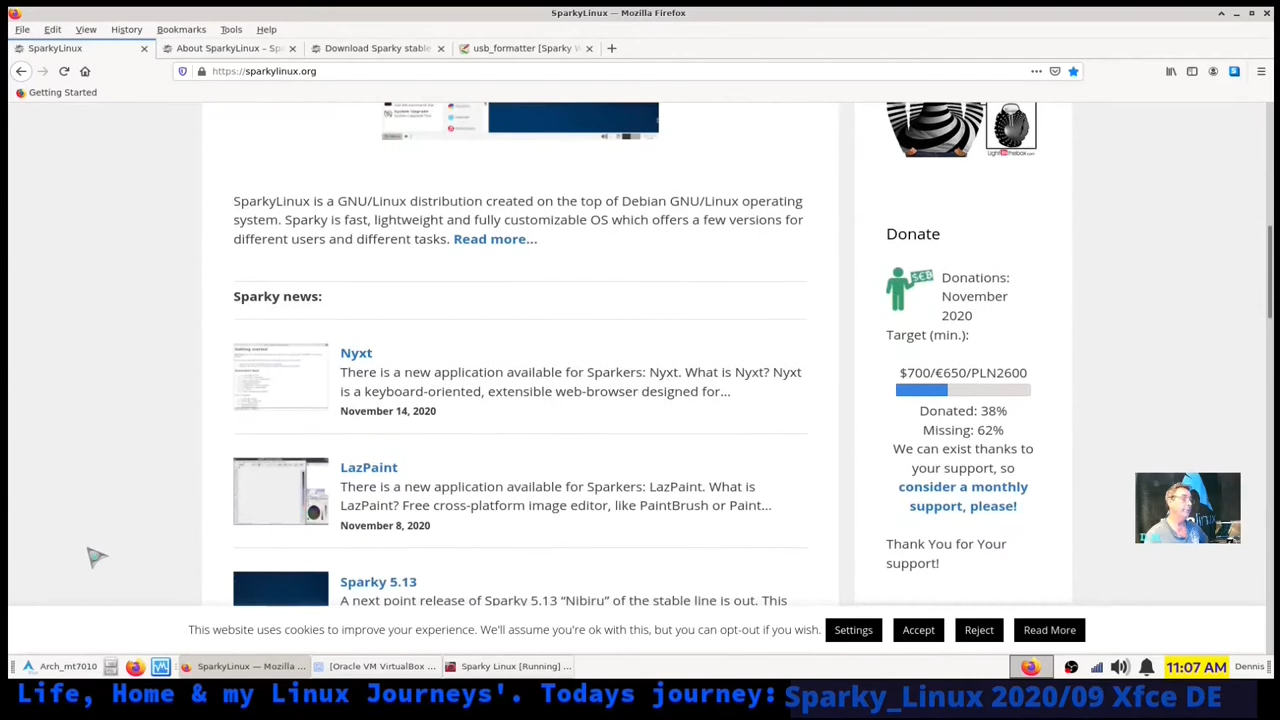 SparkyLinux — Mozilla Firefox
File Edit View History Bookmarks Tools Help
SparkyLinux
About SparkyLinux – Sp
Download Sparky stable
usb_formatter [Sparky W
https://sparkylinux.org
Getting Started
System Upgrade
LightInTheBox.com
SparkyLinux is a GNU/Linux distribution created on the top of Debian GNU/Linux operating
system. Sparky is fast, lightweight and fully customizable OS which offers a few versions for
different users and different tasks. Read more…
Sparky news:
Nyxt
There is a new application available for Sparkers: Nyxt. What is Nyxt? Nyxt
is a keyboard-oriented, extensible web-browser designed for…
November 14, 2020
LazPaint
There is a new application available for Sparkers: LazPaint. What is
LazPaint? Free cross-platform image editor, like PaintBrush or Paint…
November 8, 2020
Sparky 5.13
A next point release of Sparky 5.13 “Nibiru” of the stable line is out. This
Donate
Donations:
November
2020
Target (min.):
$700/€650/PLN2600
Donated: 38%
Missing: 62%
We can exist thanks to
your support, so
consider a monthly
support, please!
Thank You for Your
support!
This website uses cookies to improve your experience. We'll assume you're ok with this, but you can opt-out if you wish.
Settings
Accept
Reject
Read More
Arch_mt7010
SparkyLinux — Mozilla ...
[Oracle VM VirtualBox ...
Sparky Linux [Running] ...
11:07 AM
Dennis
Life, Home & my Linux Journeys'. Todays journey: Sparky_Linux 2020/09 Xfce DE